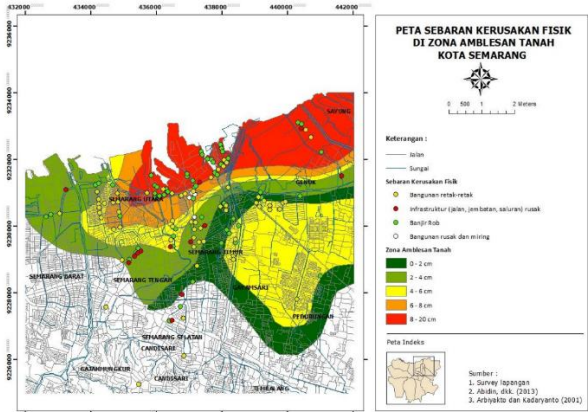 432000 434000 436000 438000 440000 442000
9236000
9234000
9232000
9230000
9228000
9226000
SAYUNG
GENUK
SEMARANG UTARA
SEMARANG TIMUR
SEMARANG BARAT
SEMARANG TENGAH
GAYAMSARI
PEDURUNGAN
SEMARANG SELATAN
CANDISARI
GAJAHMUNGKUR
CANDISARI
TEMBALANG
PETA SEBARAN KERUSAKAN FISIK
DI ZONA AMBLESAN TANAH
KOTA SEMARANG
0 500 1 2 Meters
Keterangan :
Jalan
Sungai
Sebaran Kerusakan Fisik
Bangunan retak-retak
Infrastruktur (jalan, jembatan, saluran) rusak
Banjir Rob
Bangunan rusak dan miring
Zona Amblesan Tanah
0 - 2 cm
2 - 4 cm
4 - 6 cm
6 - 8 cm
8 - 20 cm
Peta Indeks
Sumber :
1. Survey lapangan
2. Abidin, dkk. (2013)
3. Arbiyakto dan Kadaryanto (2001)